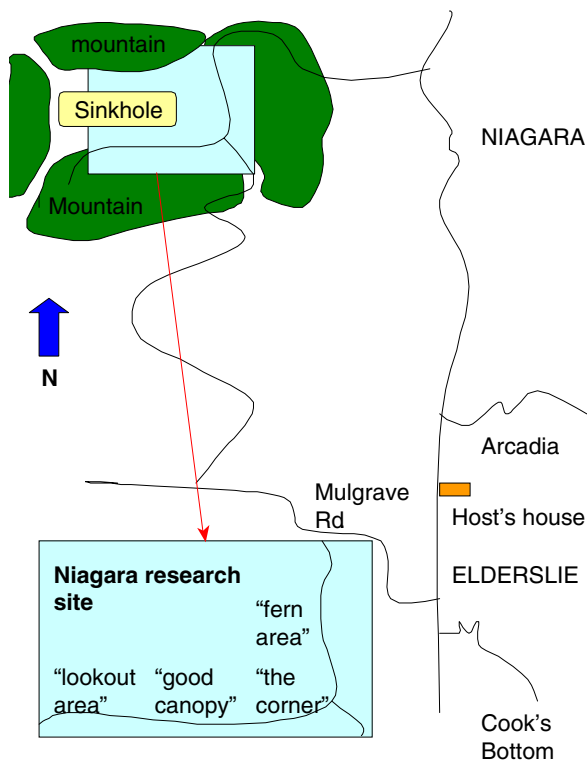 mountain
Sinkhole
NIAGARA
Mountain
N
Arcadia
Mulgrave
Rd
Host's house
ELDERSLIE
Niagara research
site
“fern
area”
“lookout
area”
“good
canopy”
“the
corner”
Cook's
Bottom